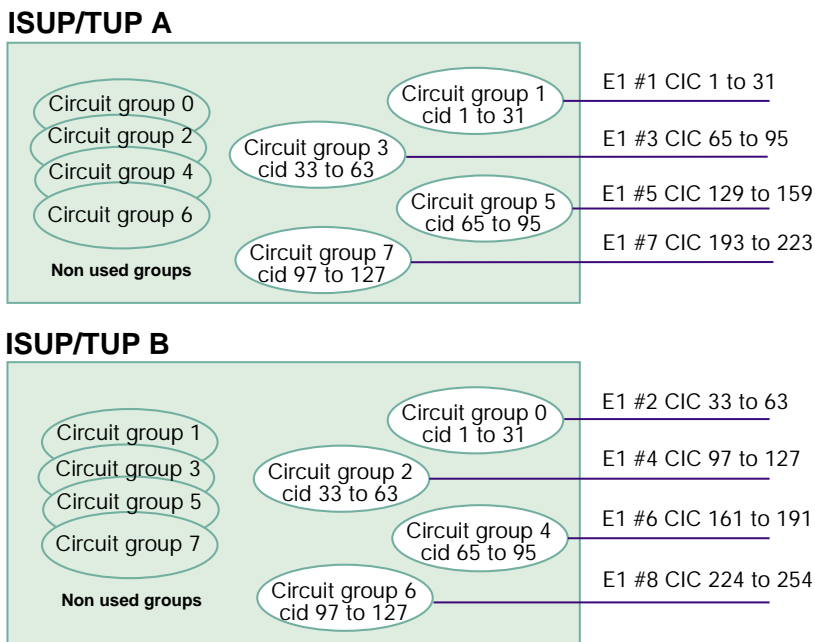 ISUP/TUP A
Circuit group 0
Circuit group 2
Circuit group 4
Circuit group 6
Non used groups
Circuit group 1
cid 1 to 31
E1 #1 CIC 1 to 31
Circuit group 3
cid 33 to 63
E1 #3 CIC 65 to 95
Circuit group 5
cid 65 to 95
E1 #5 CIC 129 to 159
Circuit group 7
cid 97 to 127
E1 #7 CIC 193 to 223
ISUP/TUP B
Circuit group 1
Circuit group 3
Circuit group 5
Circuit group 7
Non used groups
Circuit group 0
cid 1 to 31
E1 #2 CIC 33 to 63
Circuit group 2
cid 33 to 63
E1 #4 CIC 97 to 127
Circuit group 4
cid 65 to 95
E1 #6 CIC 161 to 191
Circuit group 6
cid 97 to 127
E1 #8 CIC 224 to 254